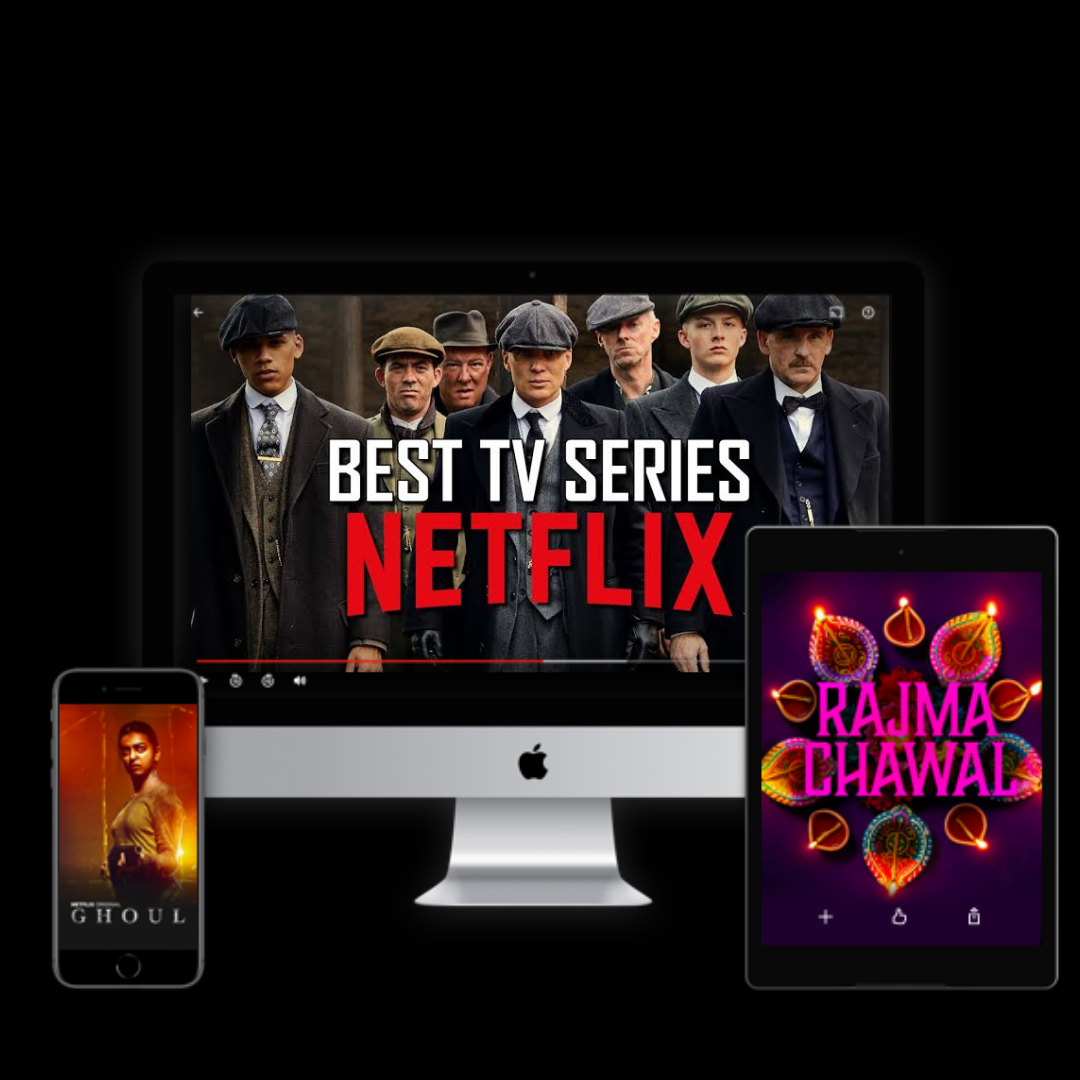 BEST TV SERIES
NETFLIX
NETFLIX ORIGINAL
GHOUL
RAJMA
CHAWAL